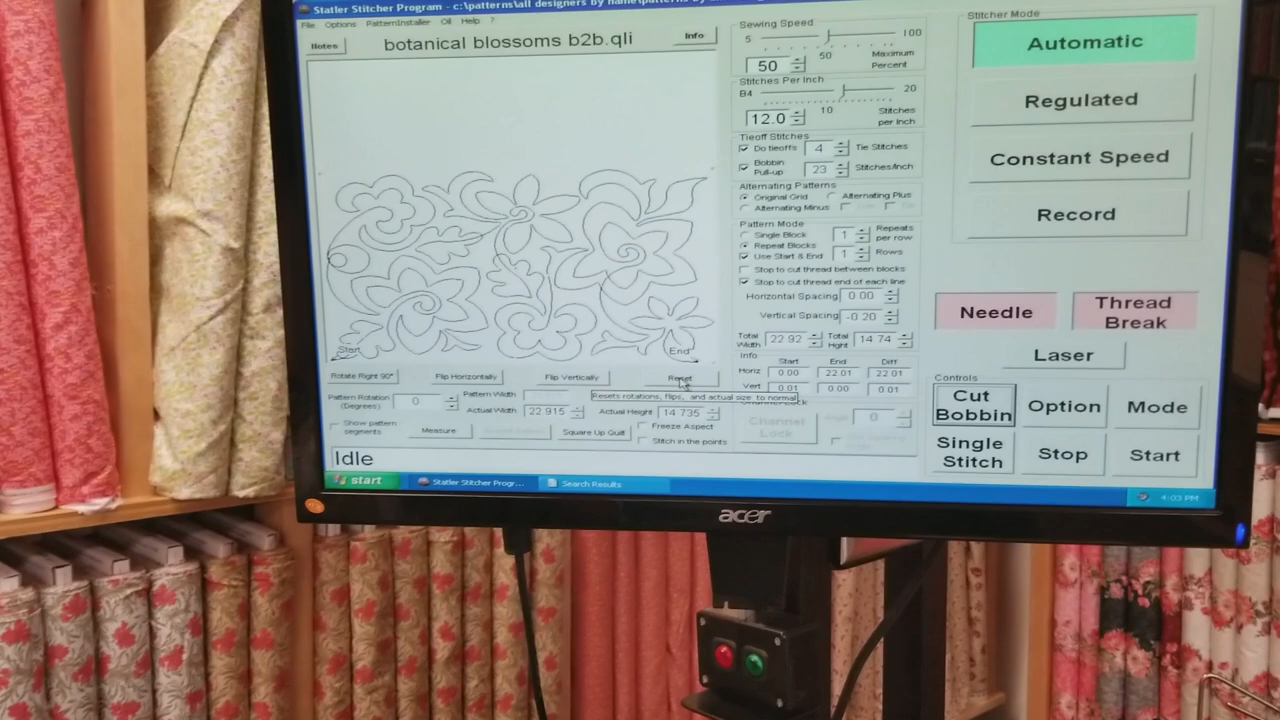 Statler Stitcher Program - c:\patterns\all designers by name\patterns by
File Options PatternInstaller Oil Help ?
Notes
botanical blossoms b2b.qli
Info
Start
End
Rotate Right 90°
Flip Horizontally
Flip Vertically
Reset
Resets rotations, flips, and actual size to normal
Pattern Rotation
(Degrees)
0
Pattern Width
Actual Width
22.915
Actual Height
14.735
Show pattern
segments
Measure
Square Up Quilt
Freeze Aspect
Stitch in the points
Idle
Sewing Speed
5
100
50
50
Maximum
Percent
Stitches Per Inch
B4
20
10
12.0
Stitches
per Inch
Tieoff Stitches
Do tieoffs
4
Tie Stitches
Bobbin
Pull-up
23
Stitches/Inch
Alternating Patterns
Original Grid
Alternating Plus
Alternating Minus
Pattern Mode
Single Block
1
Repeats
per row
Repeat Blocks
Use Start & End
1
Rows
Stop to cut thread between blocks
Stop to cut thread end of each line
Horizontal Spacing
0.00
Vertical Spacing
-0.20
Total
Width
22.92
Total
Hght
14.74
Info
Start
End
Diff
Horiz
0.00
22.01
22.01
Vert
0.01
0.00
0.01
Channel
Lock
0
Stitcher Mode
Automatic
Regulated
Constant Speed
Record
Needle
Thread
Break
Laser
Controls
Cut
Bobbin
Option
Mode
Single
Stitch
Stop
Start
start
Statler Stitcher Progr...
Search Results
4:03 PM
acer